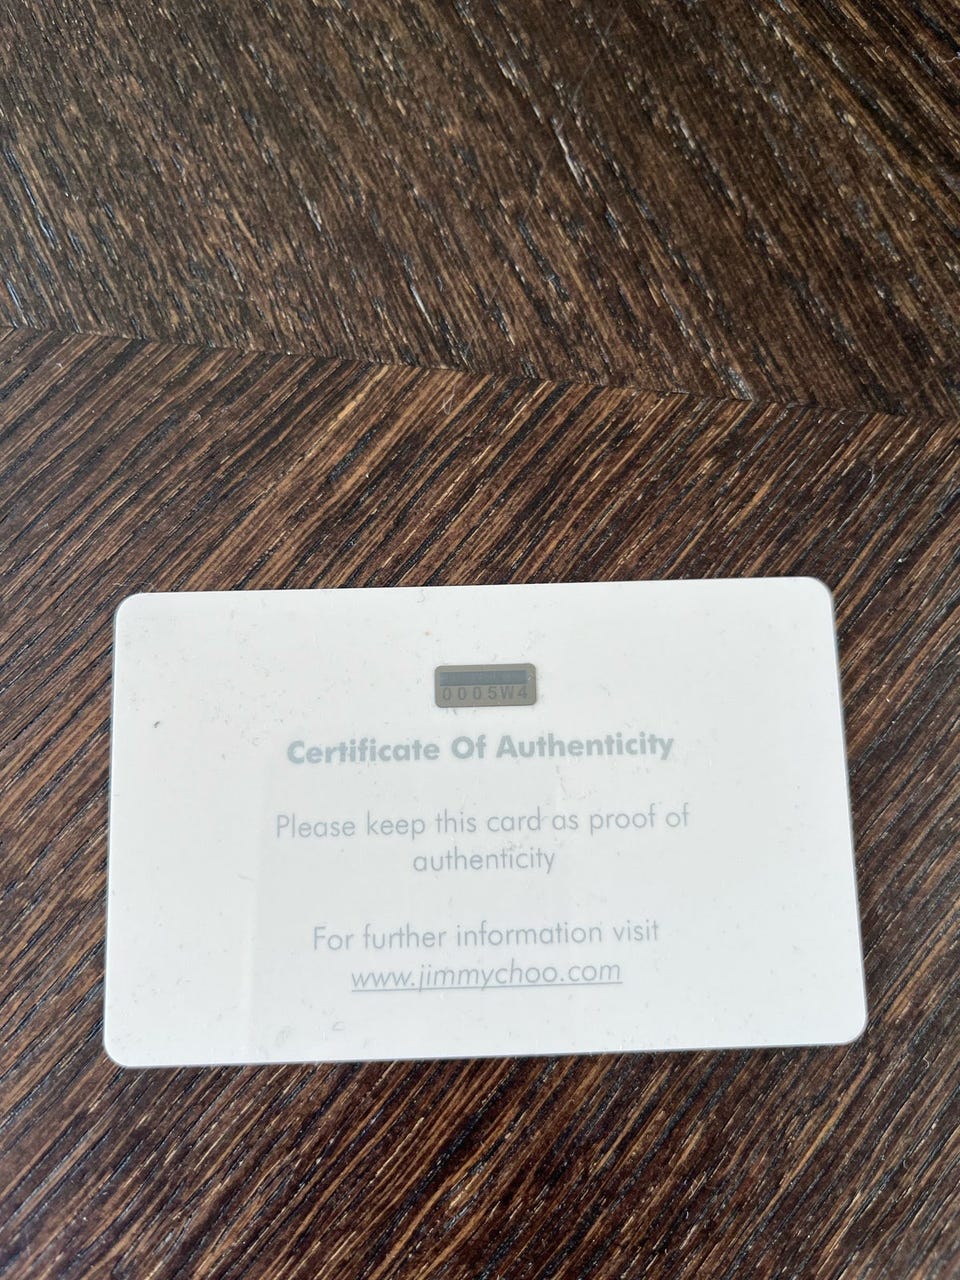 0005W4
Certificate Of Authenticity
Please keep this card as proof of
authenticity
For further information visit
www.jimmychoo.com